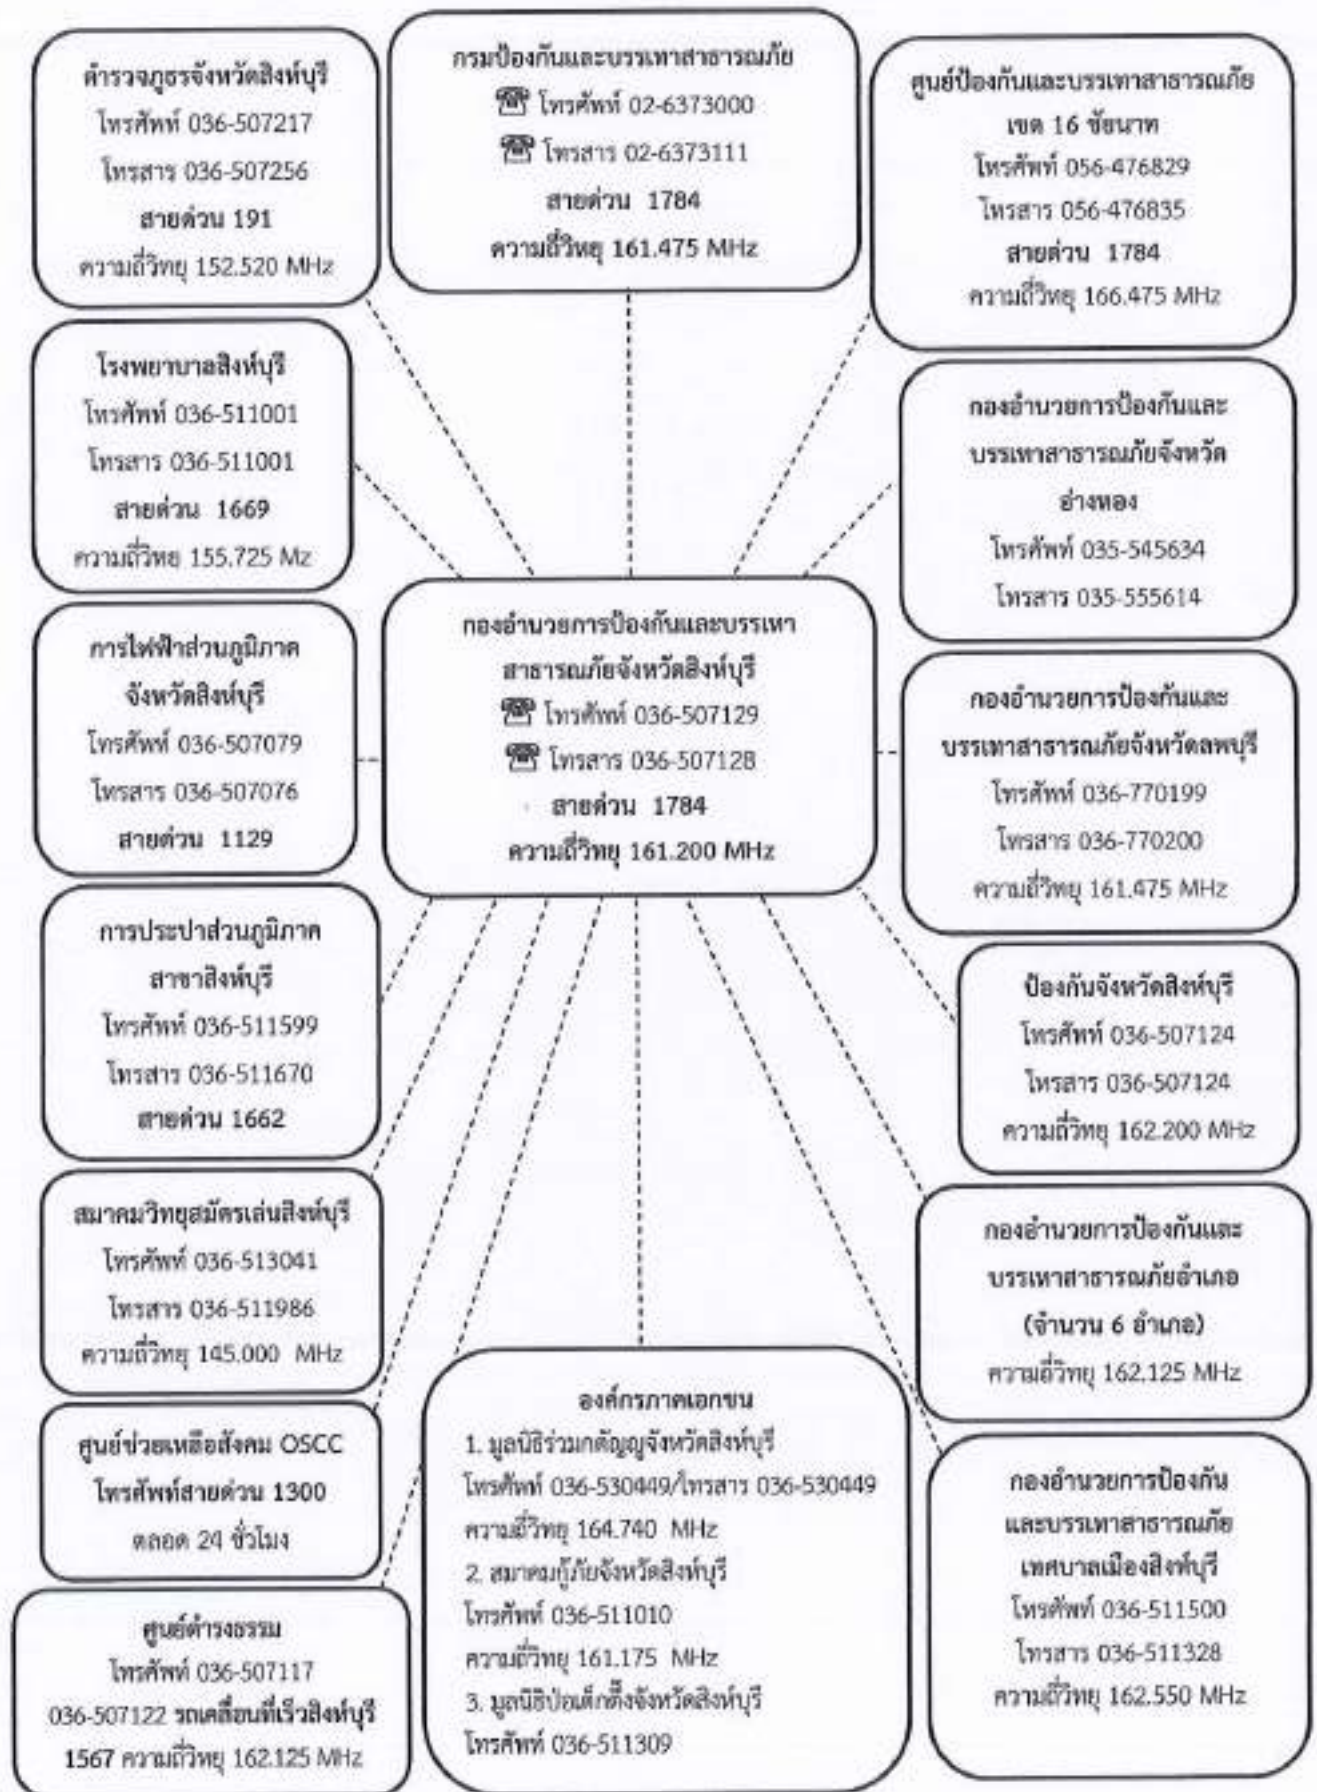 ตำรวจภูธรจังหวัดสิงห์บุรี
โทรศัพท์ 036-507217
โทรสาร 036-507256
สายด่วน 191
ความถี่วิทยุ 152.520 MHz
กรมป้องกันและบรรเทาสาธารณภัย
☎ โทรศัพท์ 02-6373000
☎ โทรสาร 02-6373111
สายด่วน 1784
ความถี่วิทยุ 161.475 MHz
ศูนย์ป้องกันและบรรเทาสาธารณภัย
เขต 16 ชัยนาท
โทรศัพท์ 056-476829
โทรสาร 056-476835
สายด่วน 1784
ความถี่วิทยุ 166.475 MHz
โรงพยาบาลสิงห์บุรี
โทรศัพท์ 036-511001
โทรสาร 036-511001
สายด่วน 1669
ความถี่วิทยุ 155.725 Mz
กองอำนวยการป้องกันและ
บรรเทาสาธารณภัยจังหวัด
อ่างทอง
โทรศัพท์ 035-545634
โทรสาร 035-555614
การไฟฟ้าส่วนภูมิภาค
จังหวัดสิงห์บุรี
โทรศัพท์ 036-507079
โทรสาร 036-507076
สายด่วน 1129
กองอำนวยการป้องกันและบรรเทา
สาธารณภัยจังหวัดสิงห์บุรี
☎ โทรศัพท์ 036-507129
☎ โทรสาร 036-507128
สายด่วน 1784
ความถี่วิทยุ 161.200 MHz
กองอำนวยการป้องกันและ
บรรเทาสาธารณภัยจังหวัดลพบุรี
โทรศัพท์ 036-770199
โทรสาร 036-770200
ความถี่วิทยุ 161.475 MHz
การประปาส่วนภูมิภาค
สาขาสิงห์บุรี
โทรศัพท์ 036-511599
โทรสาร 036-511670
สายด่วน 1662
ป้องกันจังหวัดสิงห์บุรี
โทรศัพท์ 036-507124
โทรสาร 036-507124
ความถี่วิทยุ 162.200 MHz
สมาคมวิทยุสมัครเล่นสิงห์บุรี
โทรศัพท์ 036-513041
โทรสาร 036-511986
ความถี่วิทยุ 145.000 MHz
กองอำนวยการป้องกันและ
บรรเทาสาธารณภัยอำเภอ
(จำนวน 6 อำเภอ)
ความถี่วิทยุ 162.125 MHz
ศูนย์ช่วยเหลือสังคม OSCC
โทรศัพท์สายด่วน 1300
ตลอด 24 ชั่วโมง
องค์กรภาคเอกชน
1. มูลนิธิร่วมกตัญญูจังหวัดสิงห์บุรี
โทรศัพท์ 036-530449/โทรสาร 036-530449
ความถี่วิทยุ 164.740 MHz
2. สมาคมกู้ภัยจังหวัดสิงห์บุรี
โทรศัพท์ 036-511010
ความถี่วิทยุ 161.175 MHz
3. มูลนิธิป่อเต็กตึ๊งจังหวัดสิงห์บุรี
โทรศัพท์ 036-511309
กองอำนวยการป้องกัน
และบรรเทาสาธารณภัย
เทศบาลเมืองสิงห์บุรี
โทรศัพท์ 036-511500
โทรสาร 036-511328
ความถี่วิทยุ 162.550 MHz
ศูนย์ดำรงธรรม
โทรศัพท์ 036-507117
036-507122 รถเคลื่อนที่เร็วสิงห์บุรี
1567 ความถี่วิทยุ 162.125 MHz